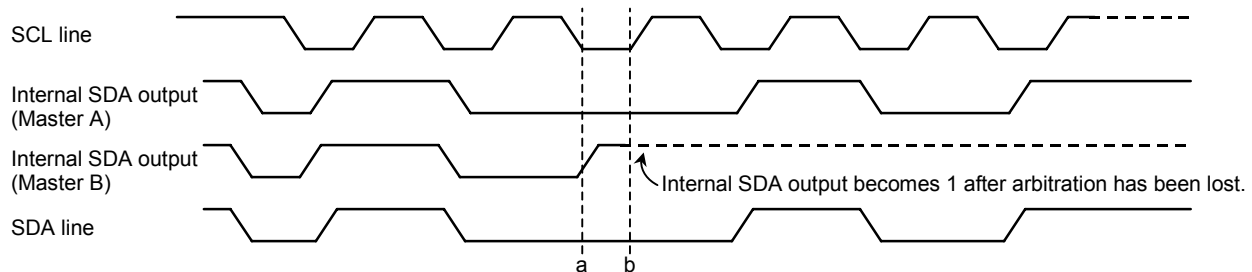 SCL line
Internal SDA output
(Master A)
Internal SDA output
(Master B)
Internal SDA output becomes 1 after arbitration has been lost.
SDA line
a
b